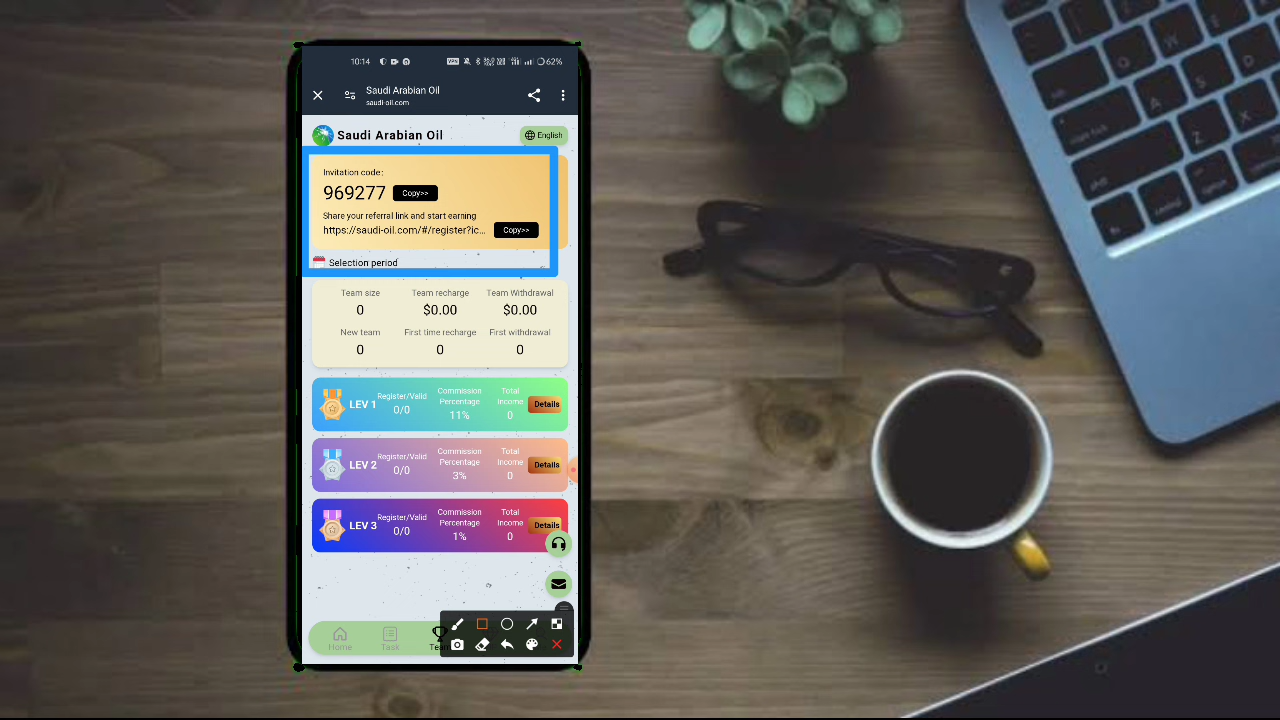 10:14
62%
Saudi Arabian Oil
saudi-oil.com
Saudi Arabian Oil
English
Invitation code:
969277 Copy>>
Share your referral link and start earning
https://saudi-oil.com/#/register?ic... Copy>>
Selection period
Team size Team recharge Team Withdrawal
0 $0.00 $0.00
New team First time recharge First withdrawal
0 0 0
LEV 1 Register/Valid 0/0 Commission Percentage 11% Total Income 0 Details
LEV 2 Register/Valid 0/0 Commission Percentage 3% Total Income 0 Details
LEV 3 Register/Valid 0/0 Commission Percentage 1% Total Income 0 Details
Home Task